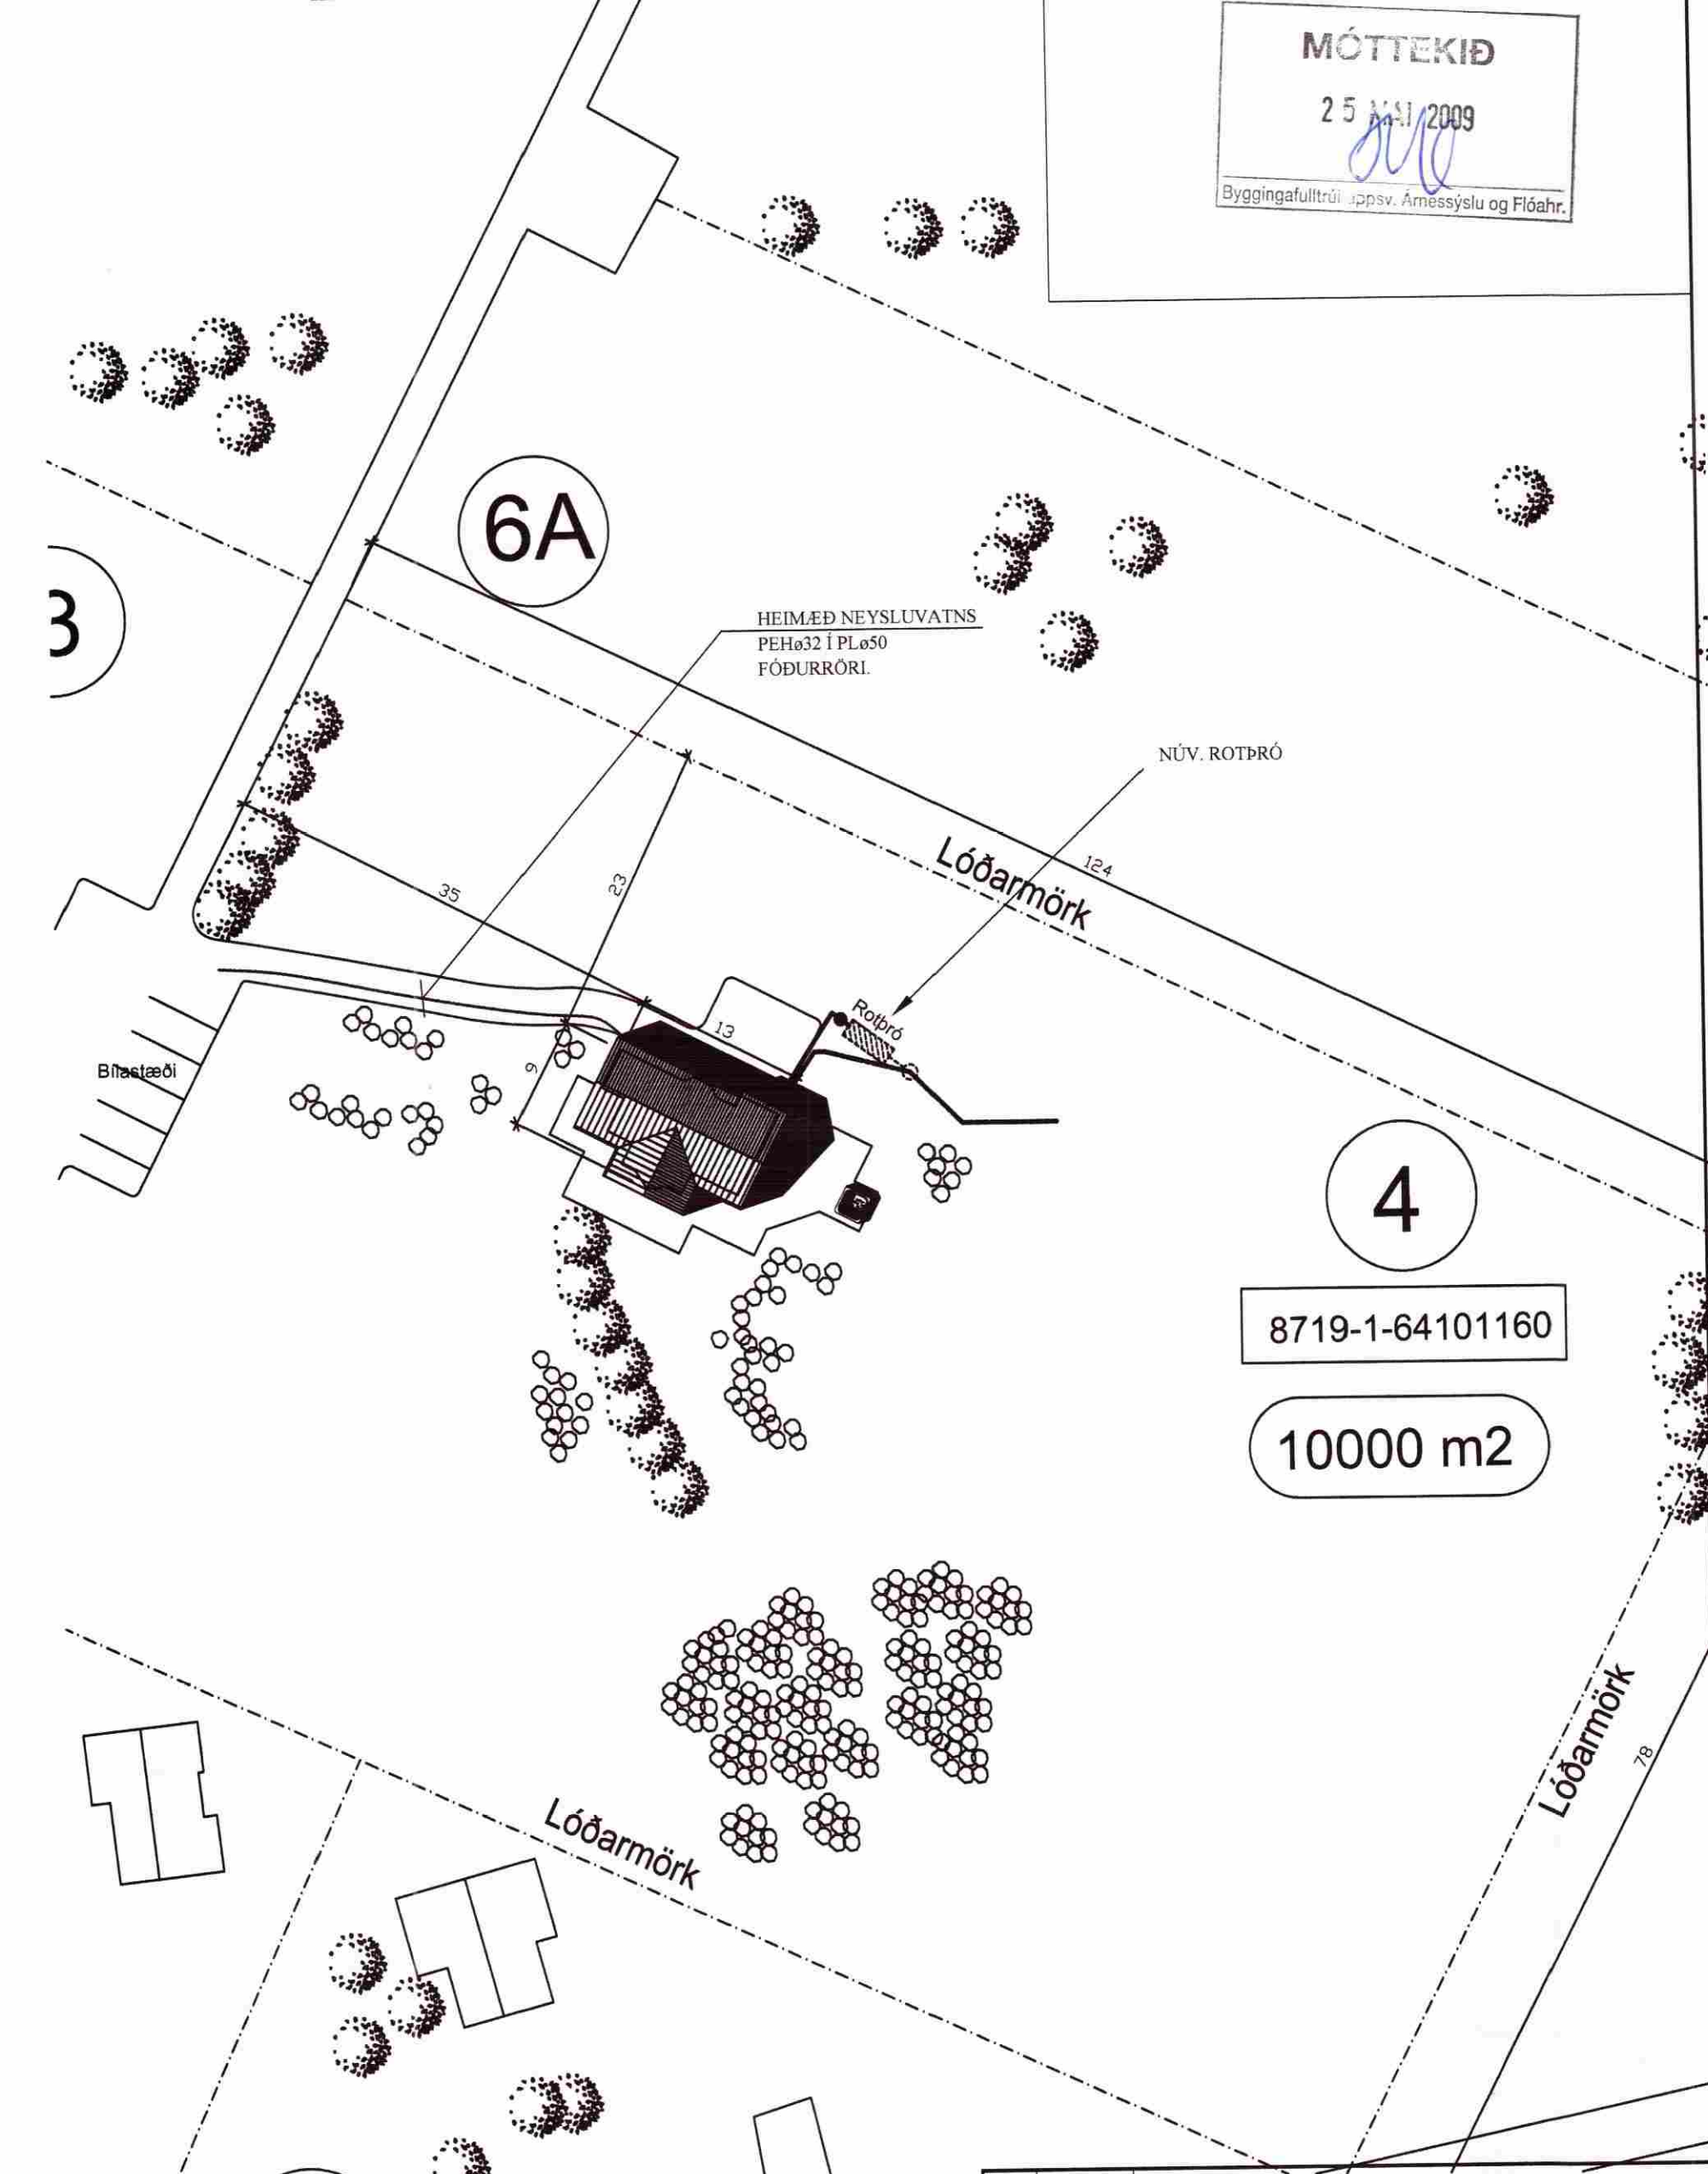 MÓTTEKIÐ
25 MAI 2009
Byggingafulltrúi uppsv. Árnessýslu og Flóahr.
6A
3
HEIMÆÐ NEYSLUVATNS
PEHø32 Í PLø50
FÓÐURRÖRI.
NÚV. ROTÞRÓ
Lóðarmörk
124
35
23
13
Rotþró
9
Bílastæði
4
8719-1-64101160
10000 m2
Lóðarmörk
78
Lóðarmörk